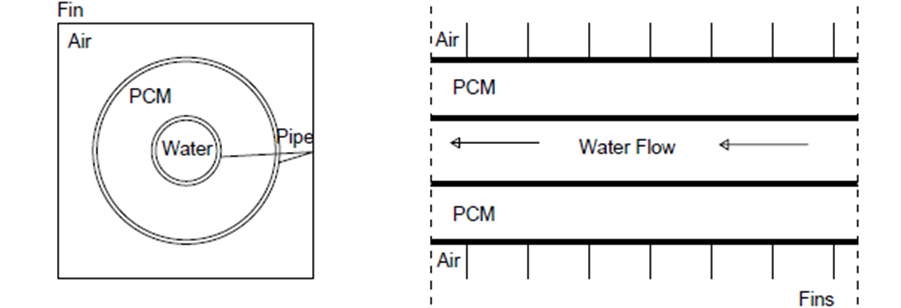 Fin
Air
PCM
Pipe
Water
Air
PCM
Water Flow
PCM
Air
Fins